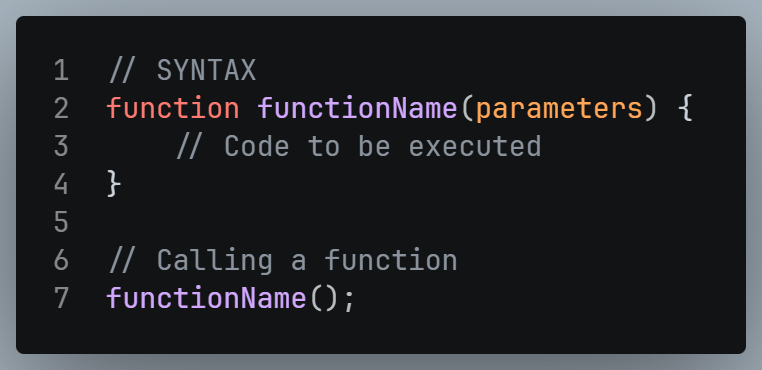 1 // SYNTAX
2 function functionName(parameters) {
3     // Code to be executed
4 }
5
6 // Calling a function
7 functionName();